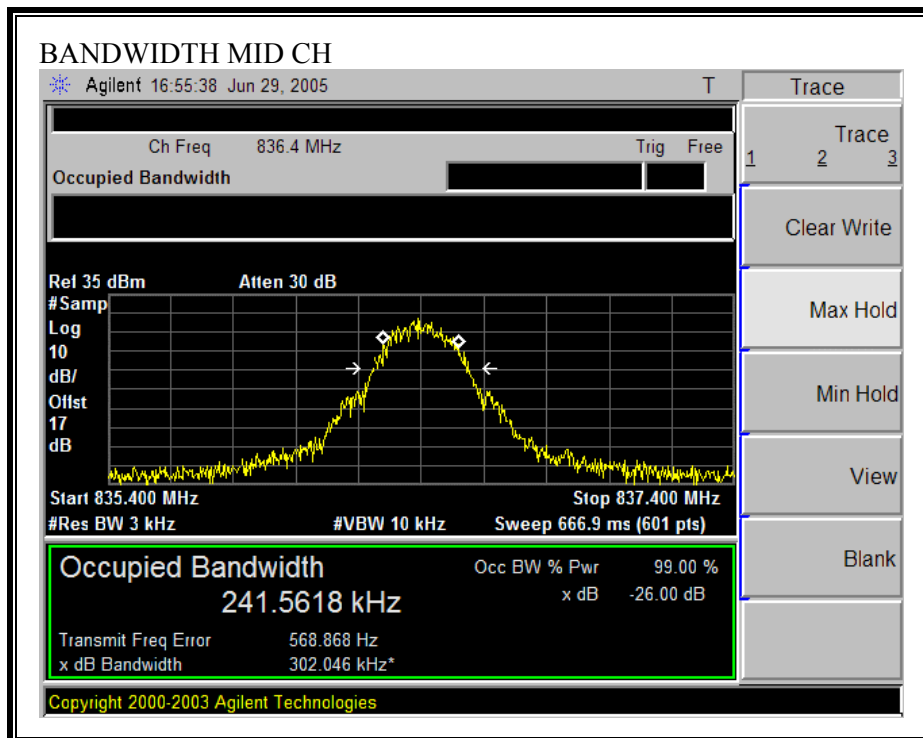 BANDWIDTH MID CH
Agilent 16:55:38 Jun 29, 2005 T
Trace
Ch Freq 836.4 MHz Trig Free
Occupied Bandwidth
Trace
1 2 3
Clear Write
Max Hold
Min Hold
View
Blank
Ref 35 dBm Atten 30 dB
#Samp
Log
10
dB/
Offst
17
dB
Start 835.400 MHz Stop 837.400 MHz
#Res BW 3 kHz #VBW 10 kHz Sweep 666.9 ms (601 pts)
Occupied Bandwidth
241.5618 kHz
Occ BW % Pwr 99.00 %
x dB -26.00 dB
Transmit Freq Error 568.868 Hz
x dB Bandwidth 302.046 kHz*
Copyright 2000-2003 Agilent Technologies